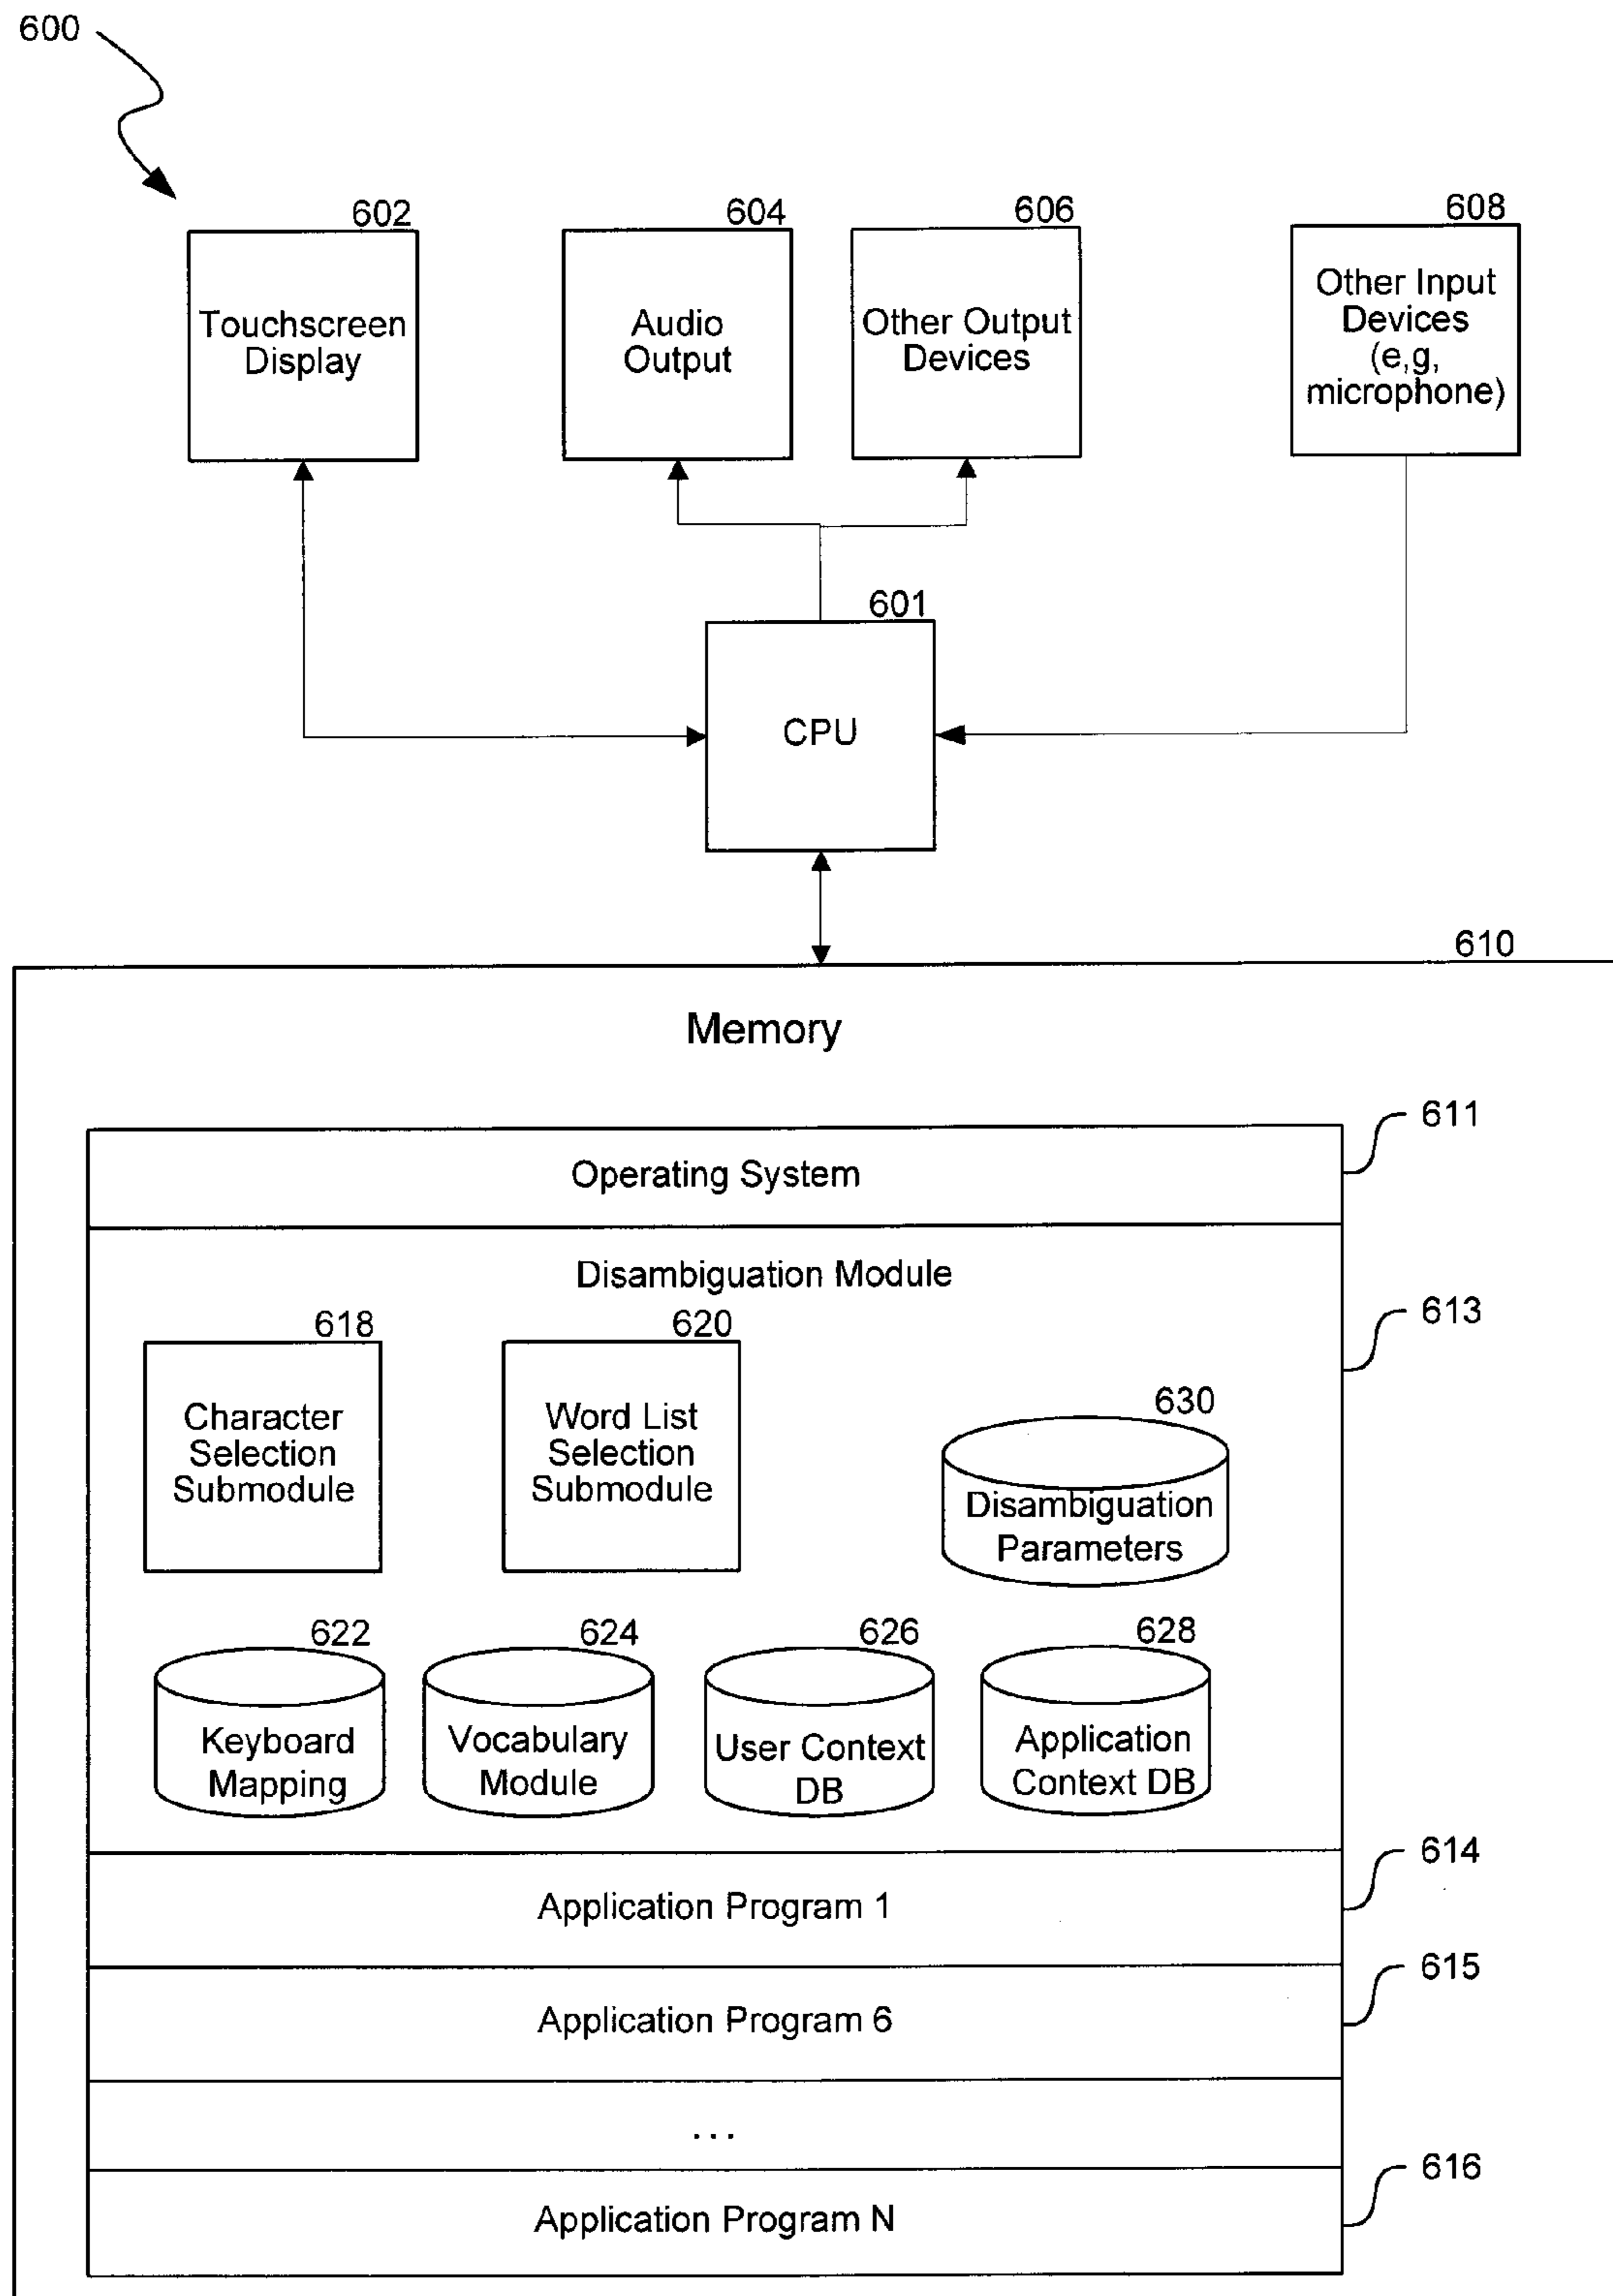 600
602
604
606
608
Touchscreen
Display
Audio
Output
Other Output
Devices
Other Input
Devices
(e,g,
microphone)
601
CPU
610
Memory
611
Operating System
Disambiguation Module
613
618
620
Character
Selection
Submodule
Word List
Selection
Submodule
630
Disambiguation
Parameters
622
624
626
628
Keyboard
Mapping
Vocabulary
Module
User Context
DB
Application
Context DB
614
Application Program 1
615
Application Program 6
...
616
Application Program N